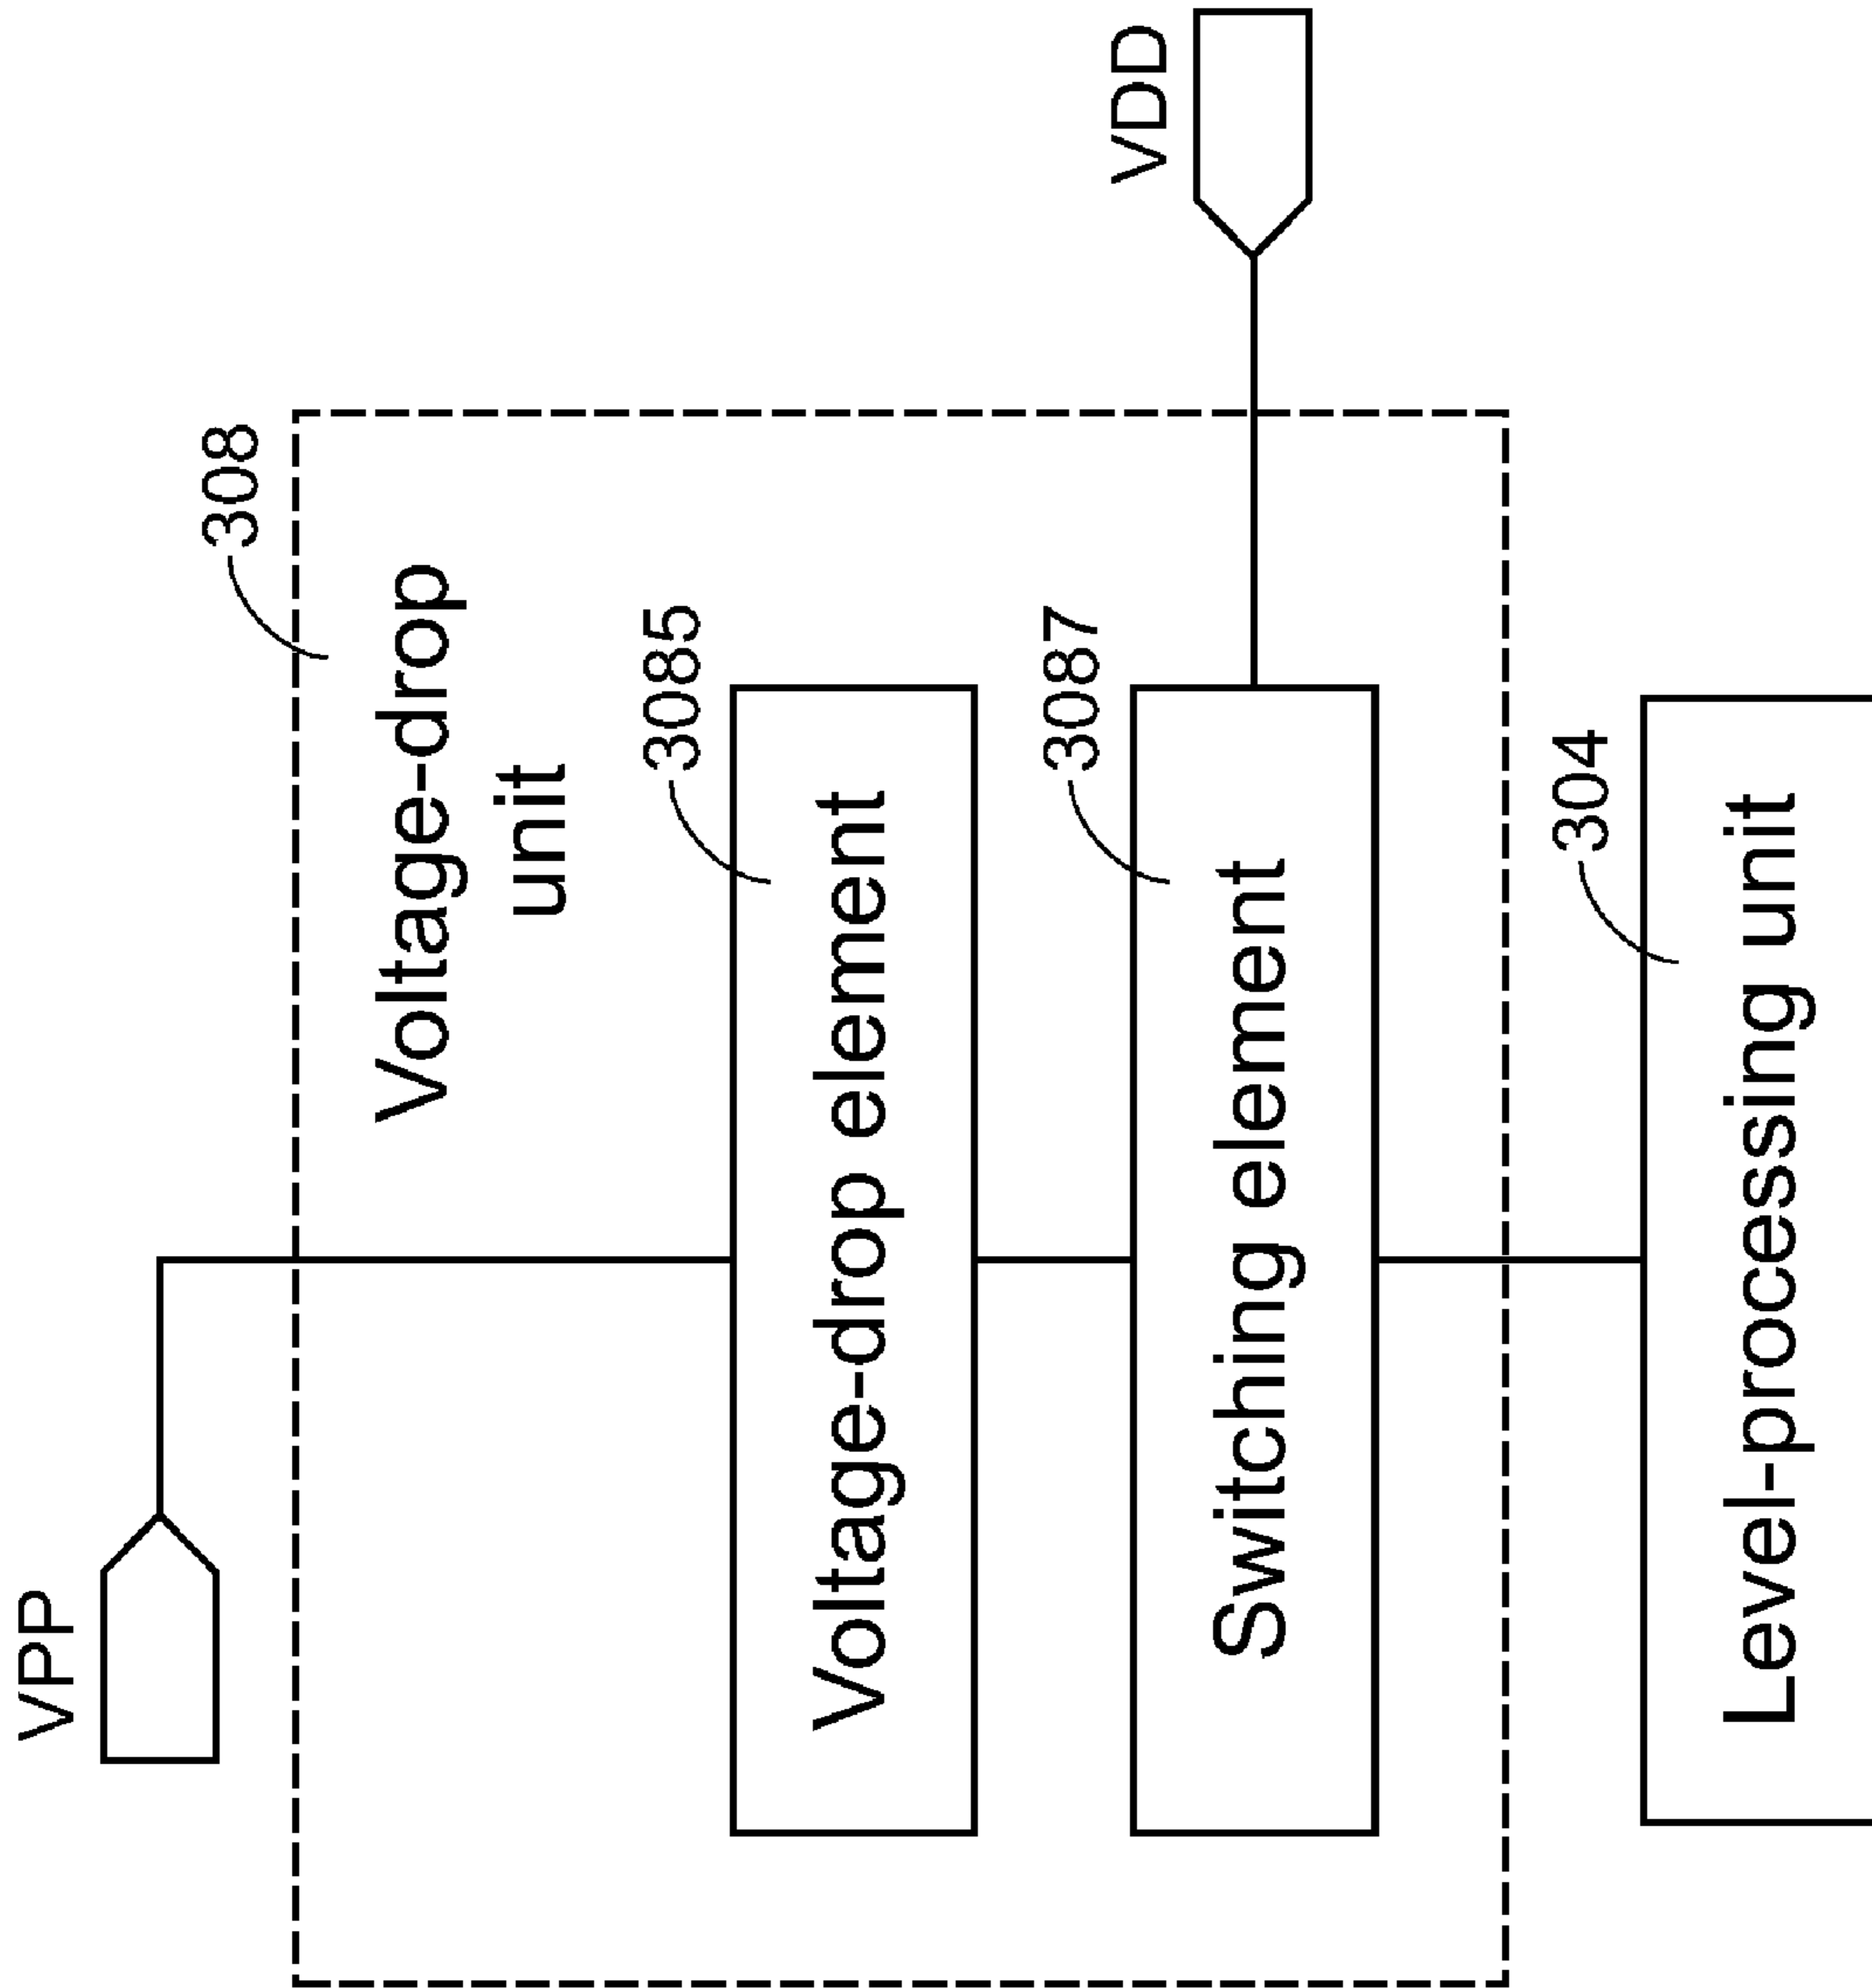 VPP
308
Voltage-drop
unit
3085
Voltage-drop element
VDD
3087
Switching element
304
Level-processing unit